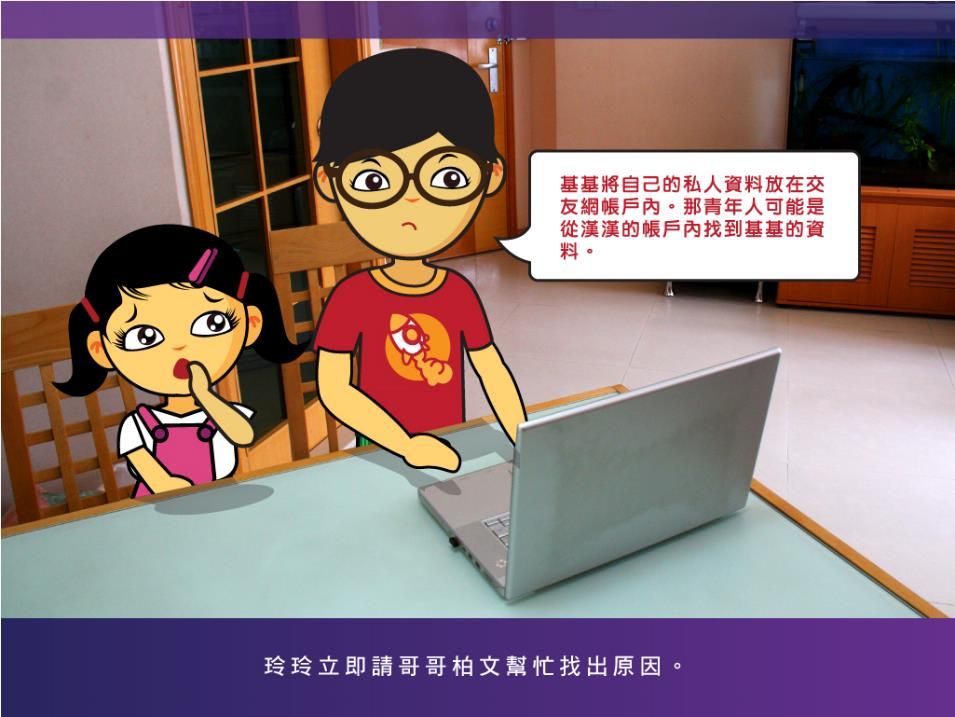 基基將自己的私人資料放在交
友網帳戶內。那青年人可能是
從漢漢的帳戶內找到基基的資
料。
玲玲立即請哥哥柏文幫忙找出原因。